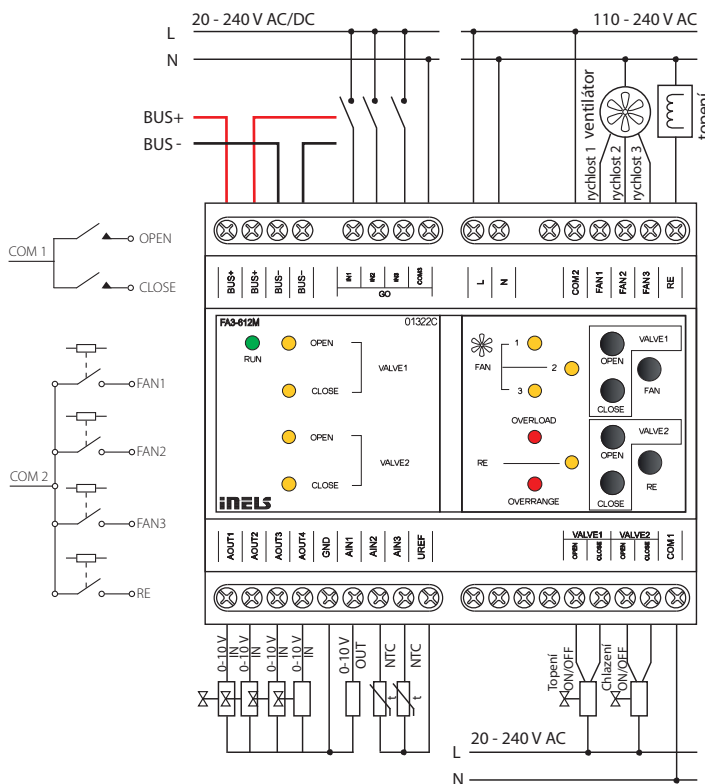 20 - 240 V AC/DC
110 - 240 V AC
L
N
BUS+
BUS -
rychlost 1
ventilátor
rychlost 2
rychlost 3
topení
COM 1
OPEN
CLOSE
BUS+
BUS+
BUS-
BUS-
IN1
IN2
IN3
COM3
GO
L
N
COM2
FAN1
FAN2
FAN3
RE
FA3-612M
01322C
RUN
OPEN
CLOSE
VALVE1
OPEN
CLOSE
VALVE2
iNELS
FAN
1
2
3
OVERLOAD
RE
OVERRANGE
VALVE1
OPEN
CLOSE
FAN
VALVE2
OPEN
CLOSE
RE
COM 2
FAN1
FAN2
FAN3
RE
AOUT1
AOUT2
AOUT3
AOUT4
GND
AIN1
AIN2
AIN3
UREF
VALVE1
VALVE2
OPEN
CLOSE
OPEN
CLOSE
COM1
0-10 V
IN
0-10 V
IN
0-10 V
IN
0-10 V
IN
0-10 V
OUT
NTC
NTC
t
t
Topení
ON/OFF
Chlazení
ON/OFF
20 - 240 V AC
L
N